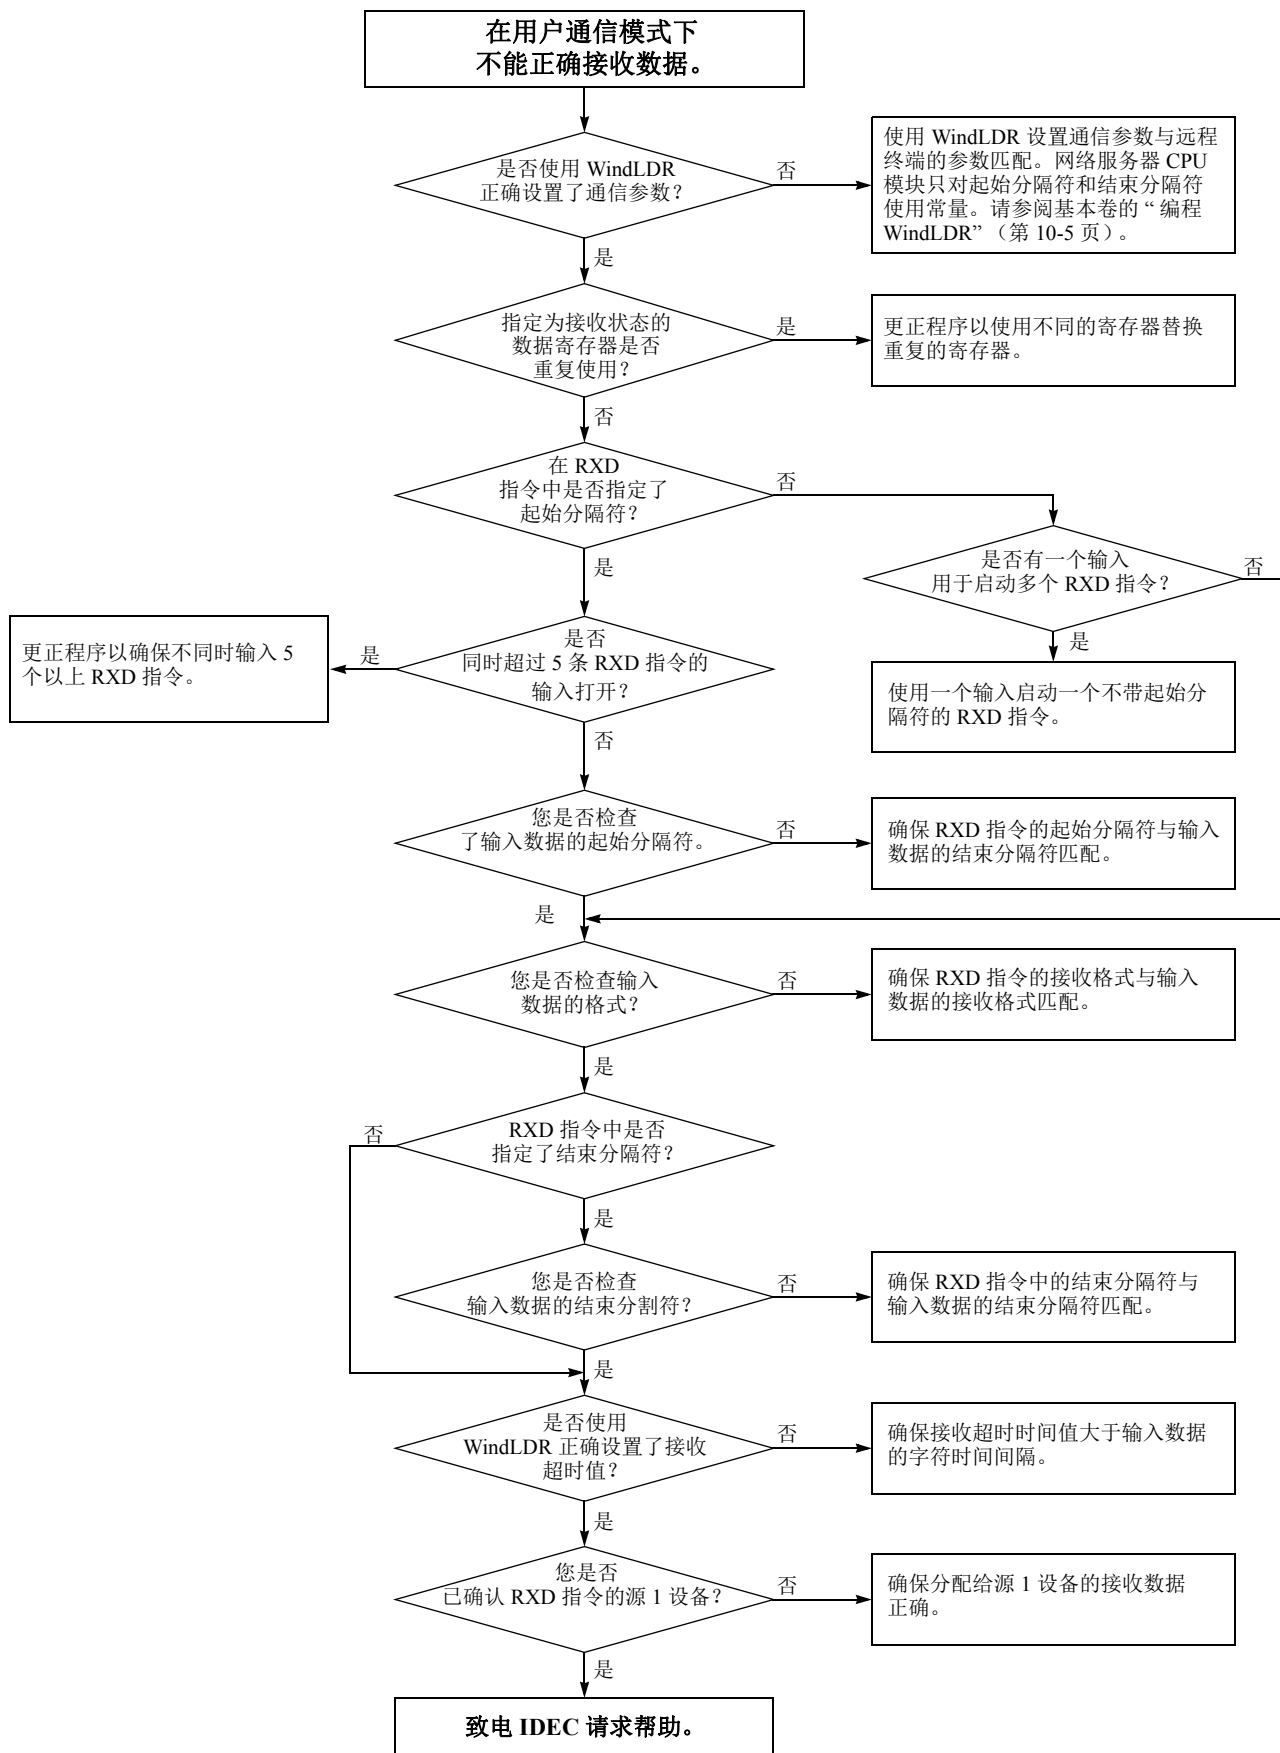 在用户通信模式下
不能正确接收数据。
是否使用 WindLDR
正确设置了通信参数？
否
使用 WindLDR 设置通信参数与远程
终端的参数匹配。网络服务器 CPU
模块只对起始分隔符和结束分隔符
使用常量。请参阅基本卷的 “ 编程
WindLDR” （第 10-5 页）。
是
指定为接收状态的
数据寄存器是否
重复使用？
是
更正程序以使用不同的寄存器替换
重复的寄存器。
否
在 RXD
指令中是否指定了
起始分隔符？
否
是否有一个输入
用于启动多个 RXD 指令？
否
是
是
使用一个输入启动一个不带起始分
隔符的 RXD 指令。
是否
同时超过 5 条 RXD 指令的
输入打开？
是
更正程序以确保不同时输入 5
个以上 RXD 指令。
否
您是否检查
了输入数据的起始分隔符。
否
确保 RXD 指令的起始分隔符与输入
数据的结束分隔符匹配。
是
您是否检查输入
数据的格式？
否
确保 RXD 指令的接收格式与输入
数据的接收格式匹配。
是
RXD 指令中是否
指定了结束分隔符？
否
是
您是否检查
输入数据的结束分割符？
否
确保 RXD 指令中的结束分隔符与
输入数据的结束分隔符匹配。
是
是否使用
WindLDR 正确设置了接收
超时值？
否
确保接收超时时间值大于输入数据
的字符时间间隔。
是
您是否
已确认 RXD 指令的源 1 设备？
否
确保分配给源 1 设备的接收数据
正确。
是
致电 IDEC 请求帮助。